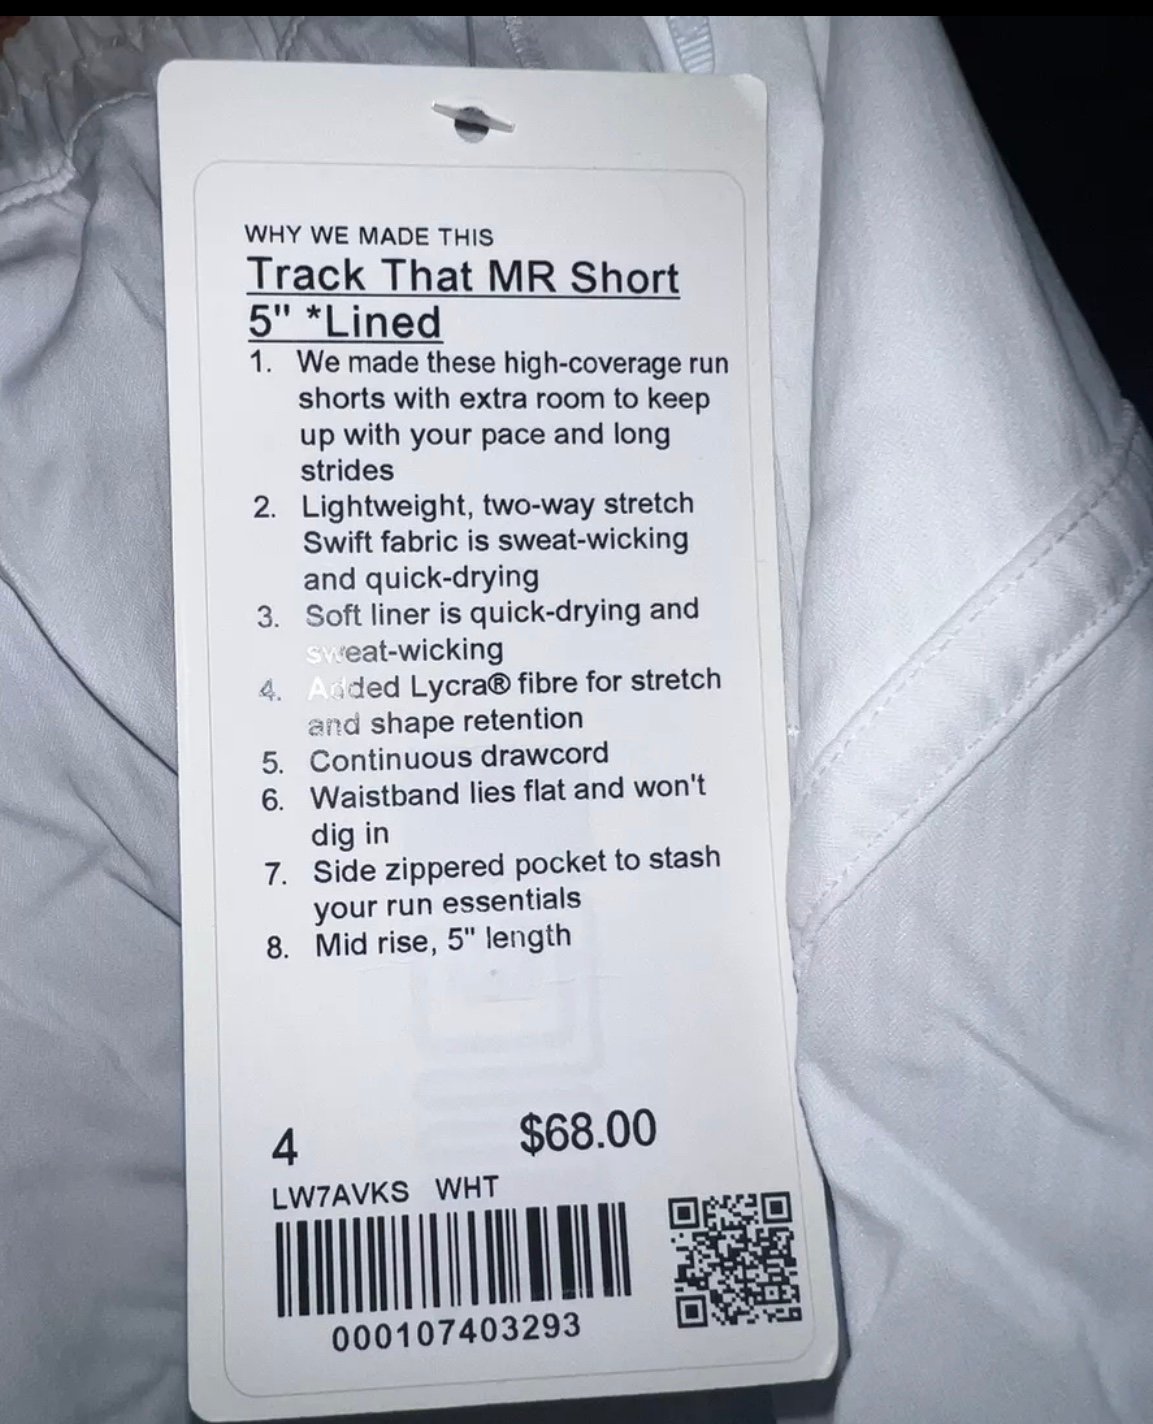 WHY WE MADE THIS
Track That MR Short
5" *Lined
1. We made these high-coverage run
shorts with extra room to keep
up with your pace and long
strides
2. Lightweight, two-way stretch
Swift fabric is sweat-wicking
and quick-drying
3. Soft liner is quick-drying and
sweat-wicking
4. Added Lycra® fibre for stretch
and shape retention
5. Continuous drawcord
6. Waistband lies flat and won't
dig in
7. Side zippered pocket to stash
your run essentials
8. Mid rise, 5" length
4 $68.00
LW7AVKS WHT
000107403293